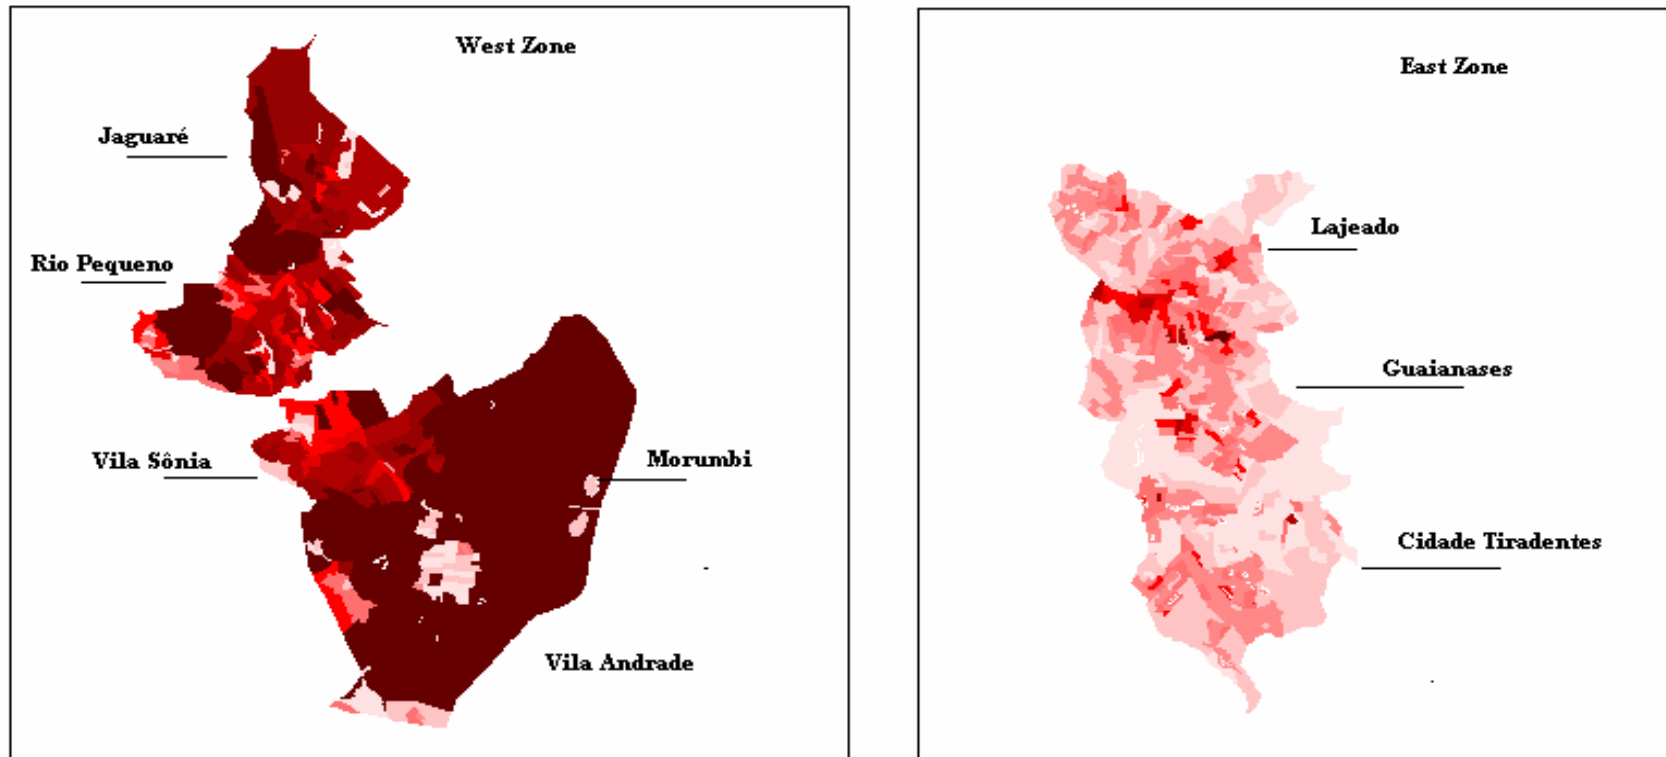 West Zone
Jaguaré
Rio Pequeno
Vila Sônia
Morumbi
Vila Andrade
East Zone
Lajeado
Guaianases
Cidade Tiradentes